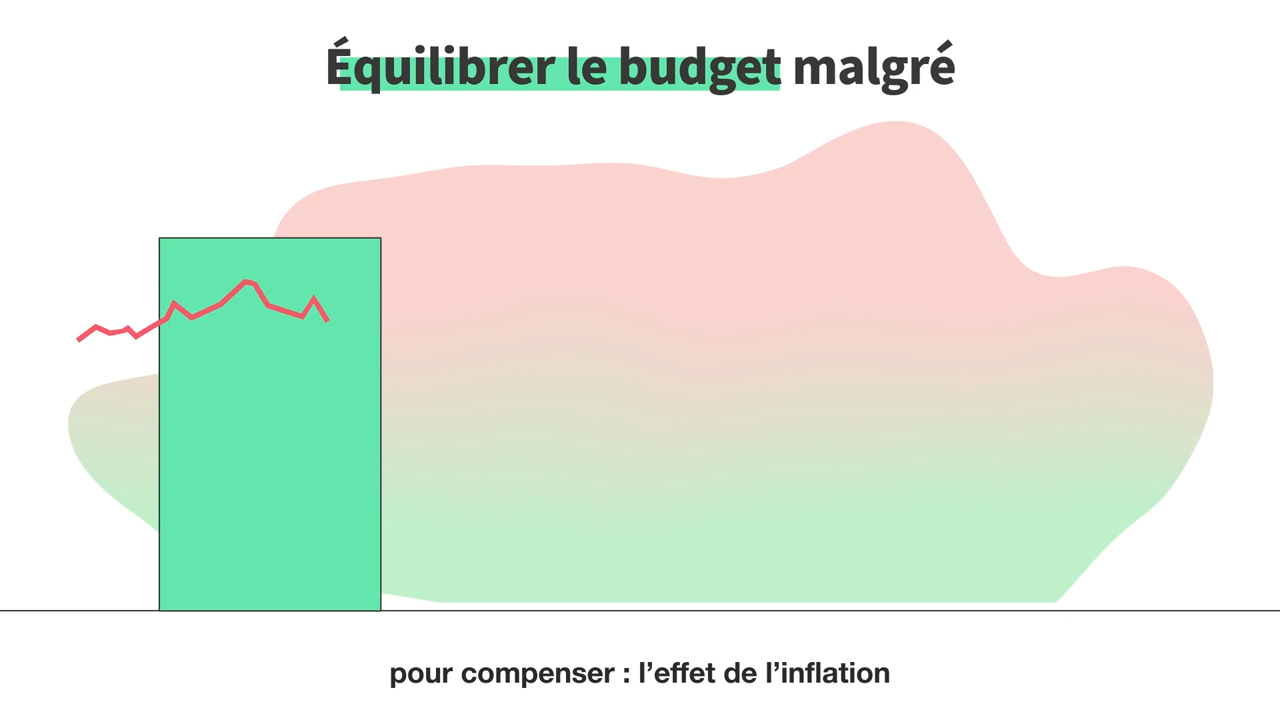 Équilibrer le budget malgré
pour compenser : l’effet de l’inflation